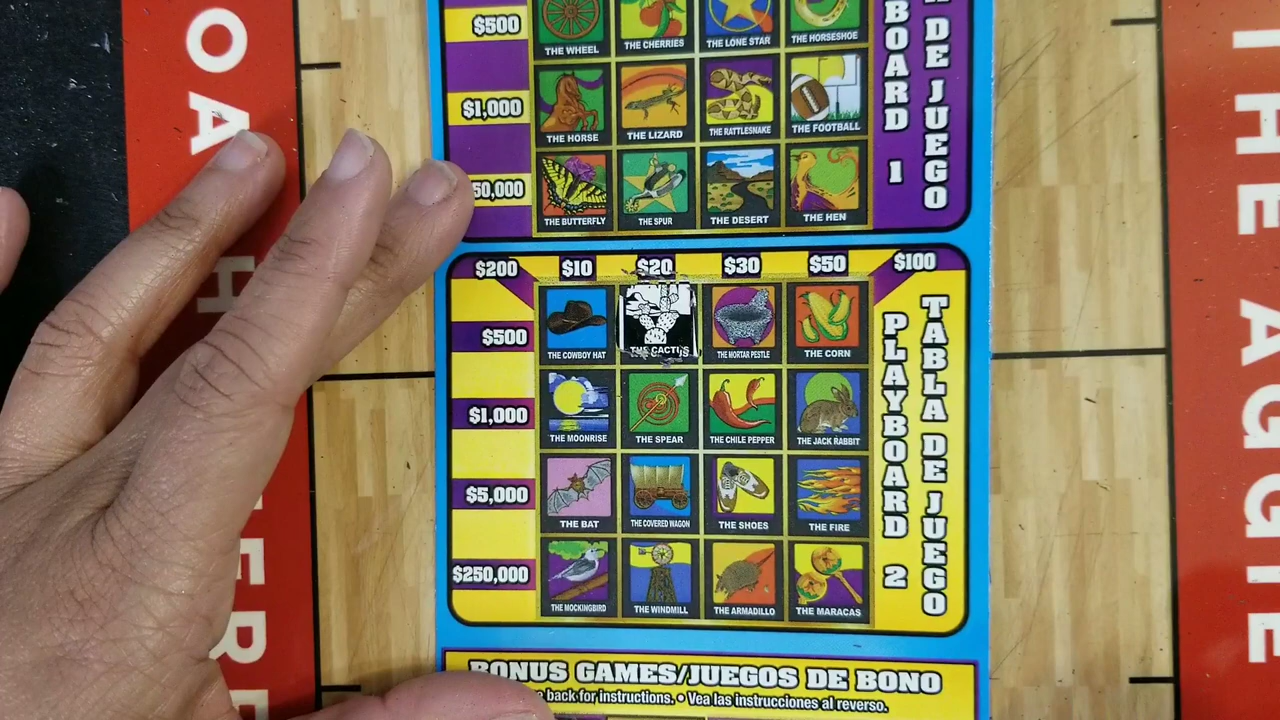 $500
THE WHEEL
THE CHERRIES
THE LONE STAR
THE HORSESHOE
$1,000
THE HORSE
THE LIZARD
THE RATTLESNAKE
THE FOOTBALL
50,000
THE BUTTERFLY
THE SPUR
THE DESERT
THE HEN
BOARD 1
DE JUEGO
$200
$10
$20
$30
$50
$100
$500
THE COWBOY HAT
THE CACTUS
THE MORTAR PESTLE
THE CORN
$1,000
THE MOONRISE
THE SPEAR
THE CHILE PEPPER
THE JACK RABBIT
$5,000
THE BAT
THE COVERED WAGON
THE SHOES
THE FIRE
$250,000
THE MOCKINGBIRD
THE WINDMILL
THE ARMADILLO
THE MARACAS
PLAYBOARD 2
TABLA DE JUEGO
BONUS GAMES/JUEGOS DE BONO
back for instructions. • Vea las instrucciones al reverso.
THE AGGIE